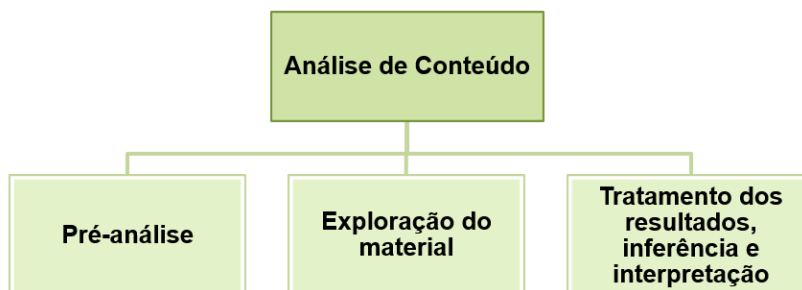 Análise de Conteúdo
Pré-análise
Exploração do
material
Tratamento dos
resultados,
inferência e
interpretação